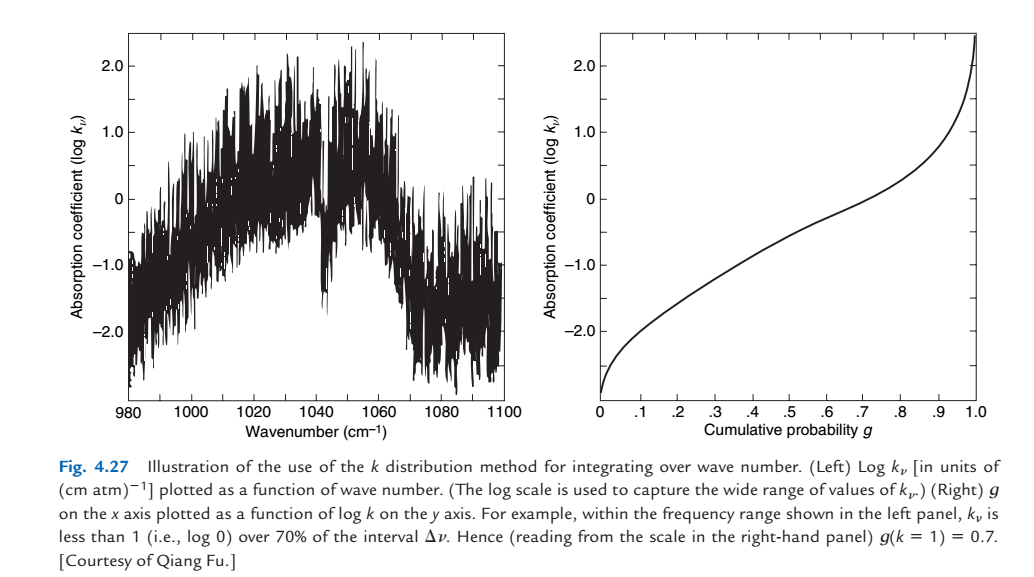 Absorption coefficient (log kν)
2.0
1.0
0
−1.0
−2.0
980 1000 1020 1040 1060 1080 1100
Wavenumber (cm−1)
Absorption coefficient (log kν)
2.0
1.0
0
−1.0
−2.0
0 .1 .2 .3 .4 .5 .6 .7 .8 .9 1.0
Cumulative probability g
Fig. 4.27 Illustration of the use of the k distribution method for integrating over wave number. (Left) Log kν [in units of
(cm atm)−1] plotted as a function of wave number. (The log scale is used to capture the wide range of values of kν.) (Right) g
on the x axis plotted as a function of log k on the y axis. For example, within the frequency range shown in the left panel, kν is
less than 1 (i.e., log 0) over 70% of the interval Δν. Hence (reading from the scale in the right-hand panel) g(k = 1) = 0.7.
[Courtesy of Qiang Fu.]